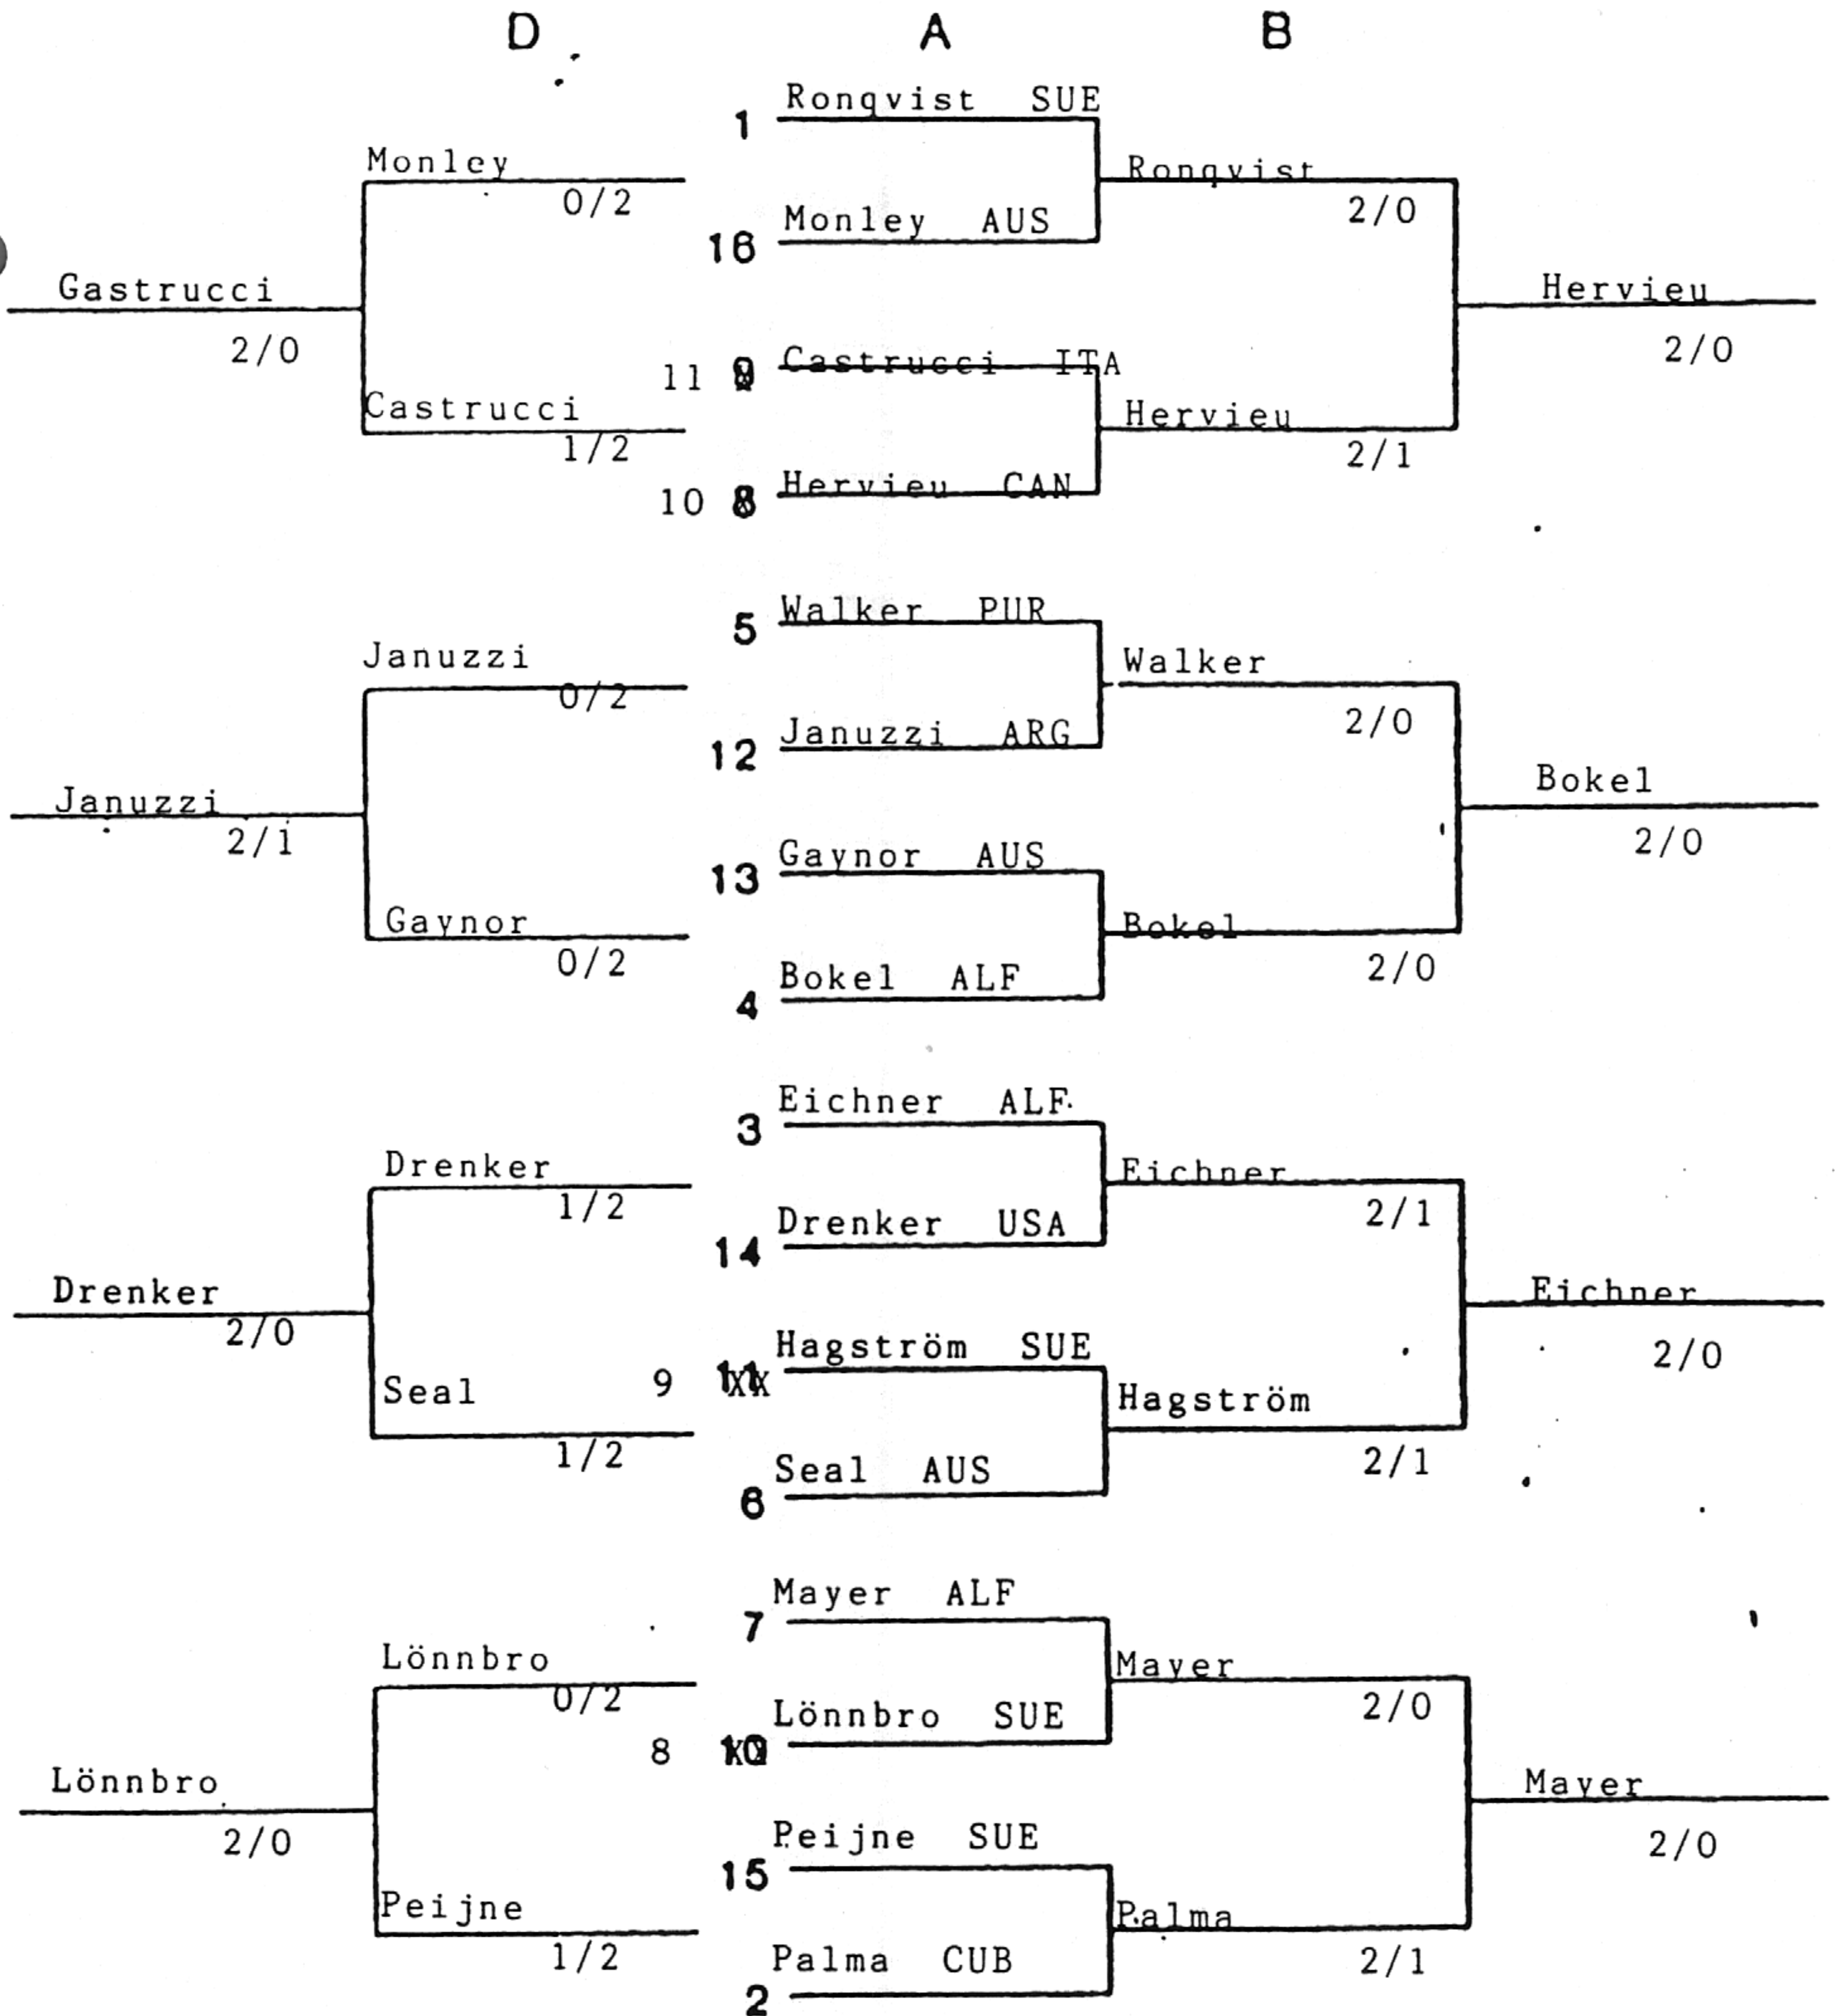 D A B
1 Ronqvist SUE
Monley
0/2
Ronqvist
2/0
16 Monley AUS
Gastrucci
2/0
Hervieu
2/0
11 9 Castrucci ITA
Castrucci
1/2
Hervieu
2/1
10 8 Hervieu CAN
5 Walker PUR
Januzzi
0/2
Walker
2/0
12 Januzzi ARG
Januzzi
2/1
Bokel
2/0
13 Gaynor AUS
Gaynor
0/2
Bokel
2/0
4 Bokel ALF
3 Eichner ALF
Drenker
1/2
Eichner
2/1
14 Drenker USA
Drenker
2/0
Eichner
2/0
9 11 Hagström SUE
Seal
1/2
Hagström
2/1
6 Seal AUS
7 Mayer ALF
Lönnbro
0/2
Mayer
2/0
8 10 Lönnbro SUE
Lönnbro
2/0
Mayer
2/0
15 Peijne SUE
Peijne
1/2
Palma
2/1
2 Palma CUB